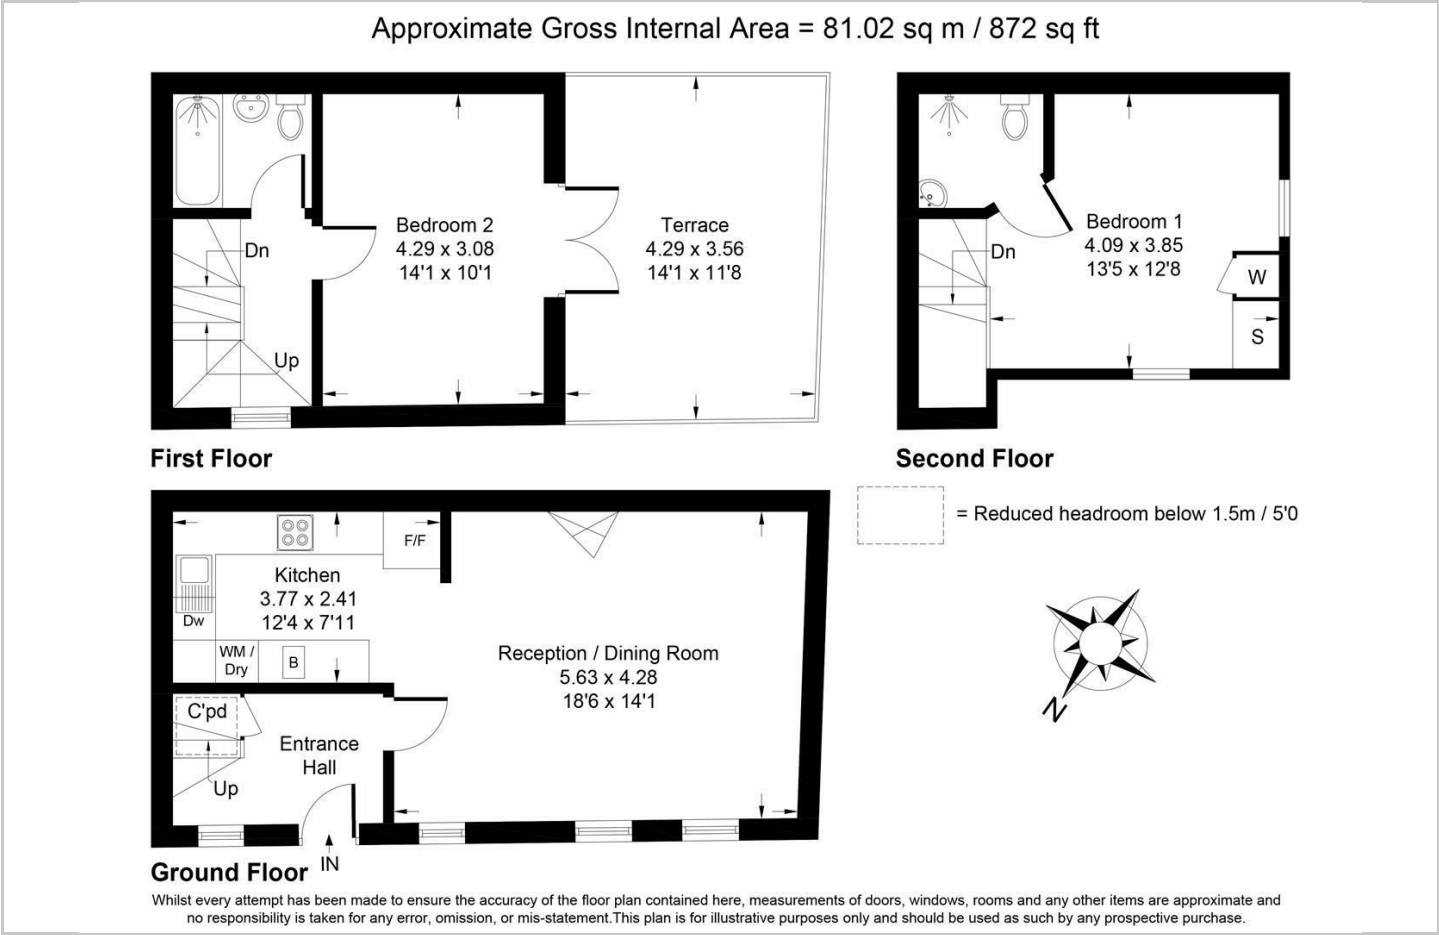 Approximate Gross Internal Area = 81.02 sq m / 872 sq ft
Bedroom 2
4.29 x 3.08
14'1 x 10'1
Terrace
4.29 x 3.56
14'1 x 11'8
Dn
Up
First Floor
Bedroom 1
4.09 x 3.85
13'5 x 12'8
Dn
W
S
Second Floor
= Reduced headroom below 1.5m / 5'0
F/F
Kitchen
3.77 x 2.41
12'4 x 7'11
Dw
WM /
Dry
B
Reception / Dining Room
5.63 x 4.28
18'6 x 14'1
C'pd
Entrance
Hall
Up
IN
Ground Floor
N
Whilst every attempt has been made to ensure the accuracy of the floor plan contained here, measurements of doors, windows, rooms and any other items are approximate and
no responsibility is taken for any error, omission, or mis-statement.This plan is for illustrative purposes only and should be used as such by any prospective purchase.